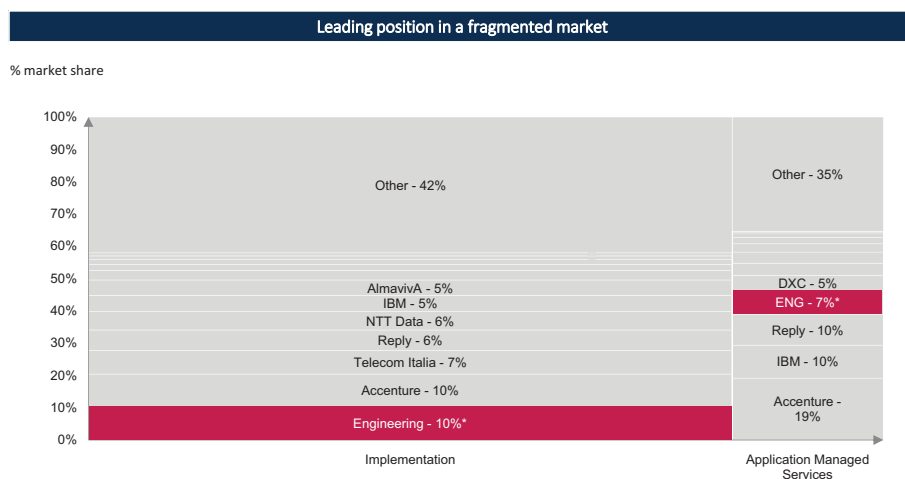 Leading position in a fragmented market
% market share
100%
90%
80%
70%
60%
50%
40%
30%
20%
10%
0%
Other - 42%
AlmavivA - 5%
IBM - 5%
NTT Data - 6%
Reply - 6%
Telecom Italia - 7%
Accenture - 10%
Engineering - 10%*
Other - 35%
DXC - 5%
ENG - 7%*
Reply - 10%
IBM - 10%
Accenture -
19%
Implementation
Application Managed
Services